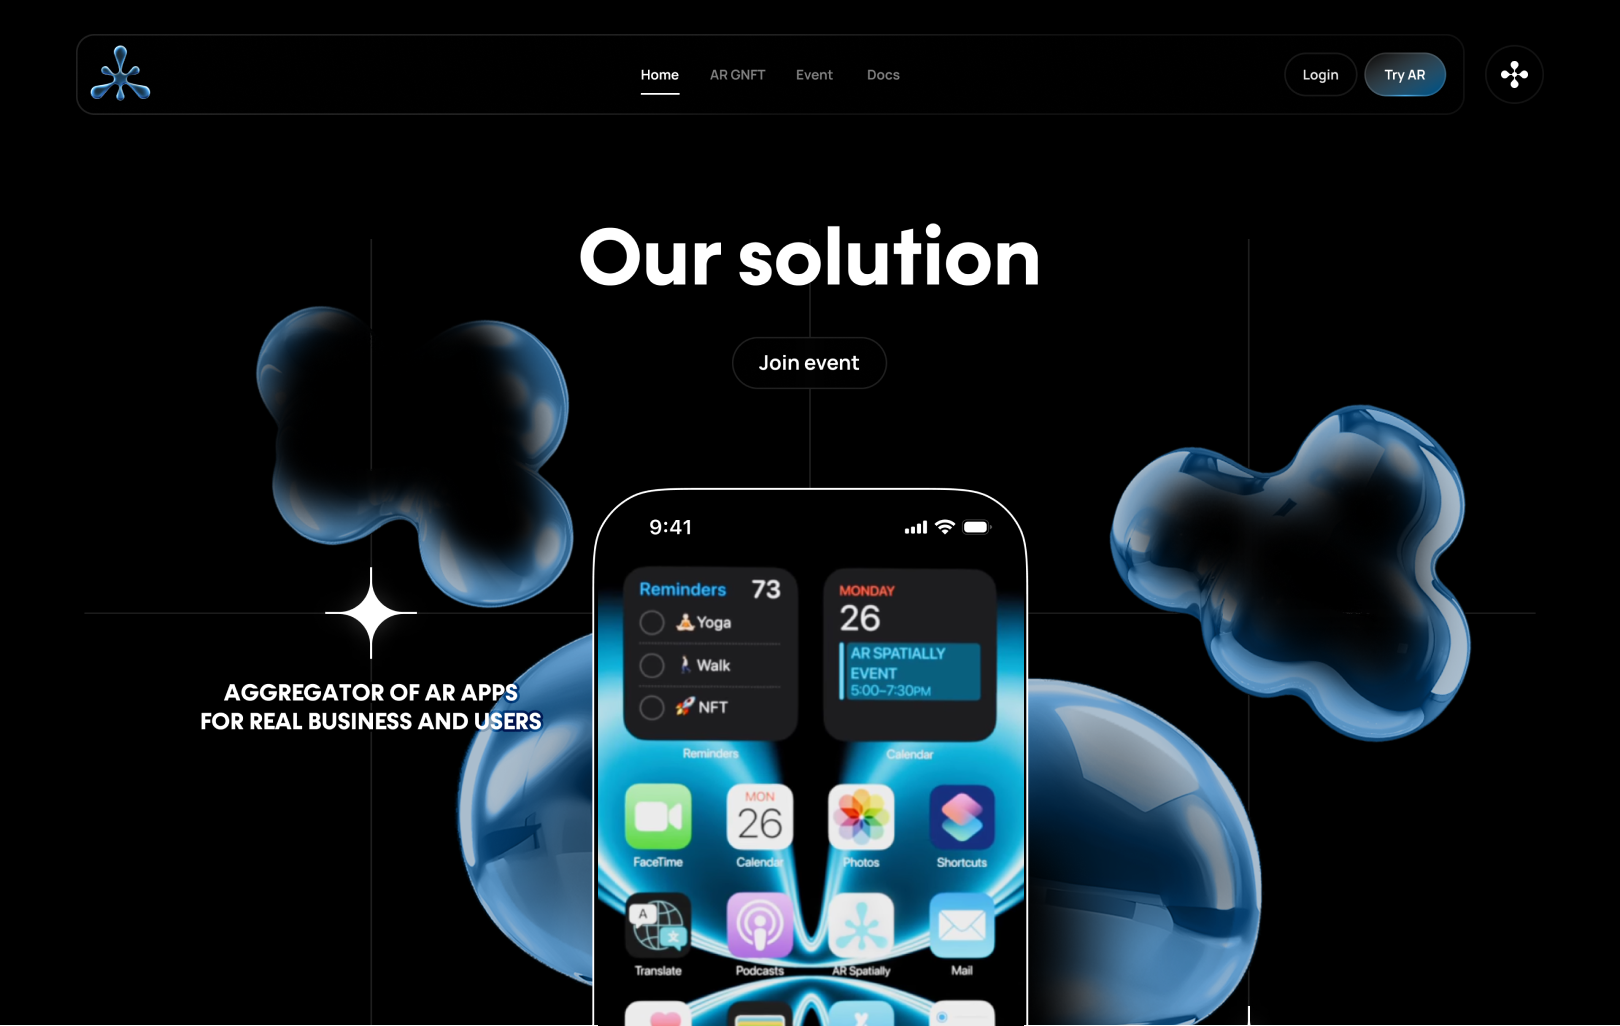 Home
AR GNFT
Event
Docs
Login
Try AR
Our solution
Join event
9:41
Reminders 73
Yoga
Walk
NFT
Reminders
MONDAY
26
AR SPATIALLY
EVENT
5:00–7:30PM
Calendar
AGGREGATOR OF AR APPS
FOR REAL BUSINESS AND USERS
MON
26
FaceTime
Calendar
Photos
Shortcuts
A
文
Translate
Podcasts
AR Spatially
Mail